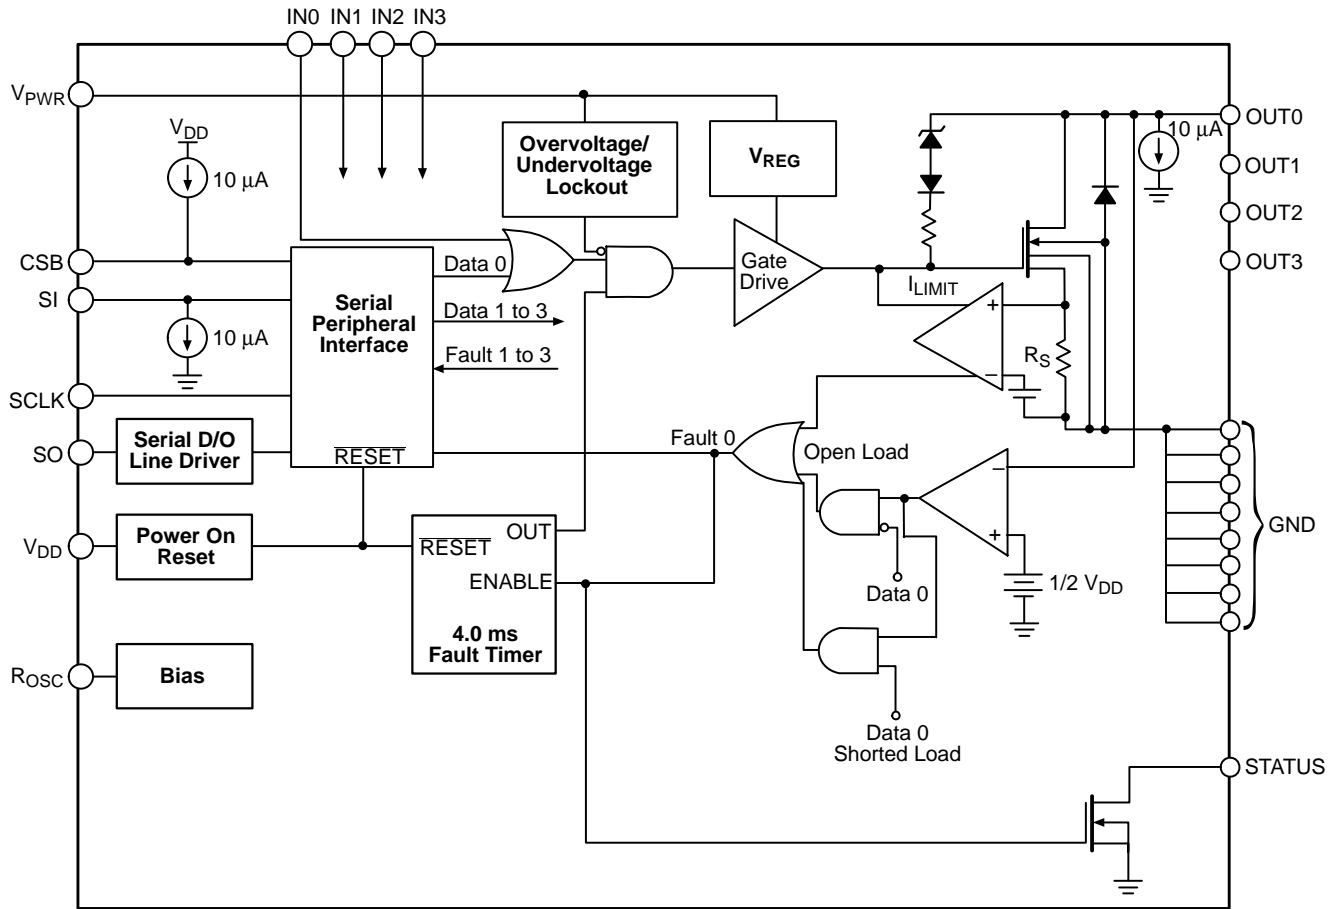 IN0 IN1 IN2 IN3
VPWR
VDD
10 μA
Overvoltage/
Undervoltage
Lockout
VREG
10 μA
OUT0
OUT1
OUT2
OUT3
CSB
SI
10 μA
SCLK
SO
Serial
Peripheral
Interface
RESET
Data 0
Data 1 to 3
Fault 1 to 3
Gate
Drive
ILIMIT
+
−
RS
Serial D/O
Line Driver
Fault 0
Open Load
−
+
1/2 VDD
Data 0
GND
VDD
Power On
Reset
RESET
OUT
ENABLE
4.0 ms
Fault Timer
ROSC
Bias
Data 0
Shorted Load
STATUS